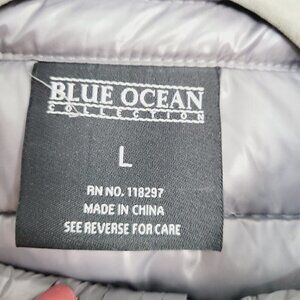 BLUE OCEAN
COLLECTION
L
RN NO. 118297
MADE IN CHINA
SEE REVERSE FOR CARE